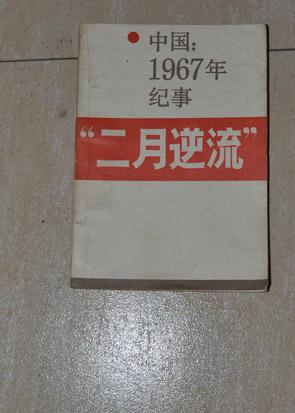 中国：
1967年
纪事
“二月逆流”